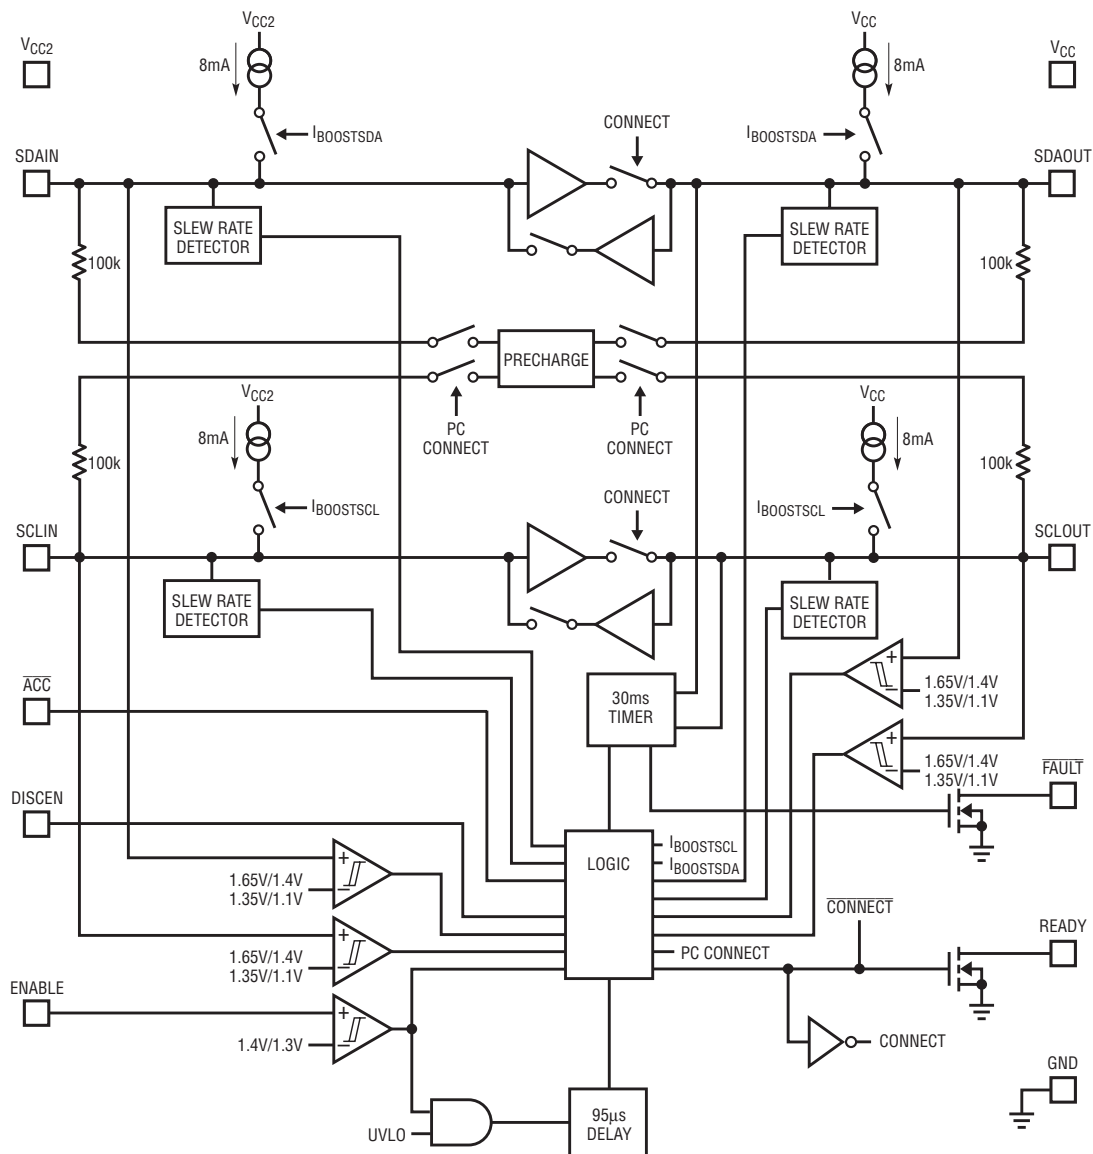 VCC2
VCC
VCC2
VCC
8mA
8mA
IBOOSTSDA
CONNECT
IBOOSTSDA
SDAIN
SDAOUT
SLEW RATE
DETECTOR
SLEW RATE
DETECTOR
100k
100k
PRECHARGE
VCC2
VCC
PC
CONNECT
PC
CONNECT
8mA
8mA
100k
100k
IBOOSTSCL
CONNECT
IBOOSTSCL
SCLIN
SCLOUT
SLEW RATE
DETECTOR
SLEW RATE
DETECTOR
+
−
1.65V/1.4V
1.35V/1.1V
ACC
30ms
TIMER
+
−
1.65V/1.4V
1.35V/1.1V
FAULT
DISCEN
LOGIC
IBOOSTSCL
IBOOSTSDA
+
−
1.65V/1.4V
1.35V/1.1V
CONNECT
READY
+
−
1.65V/1.4V
1.35V/1.1V
PC CONNECT
ENABLE
+
−
1.4V/1.3V
CONNECT
GND
UVLO
95µs
DELAY